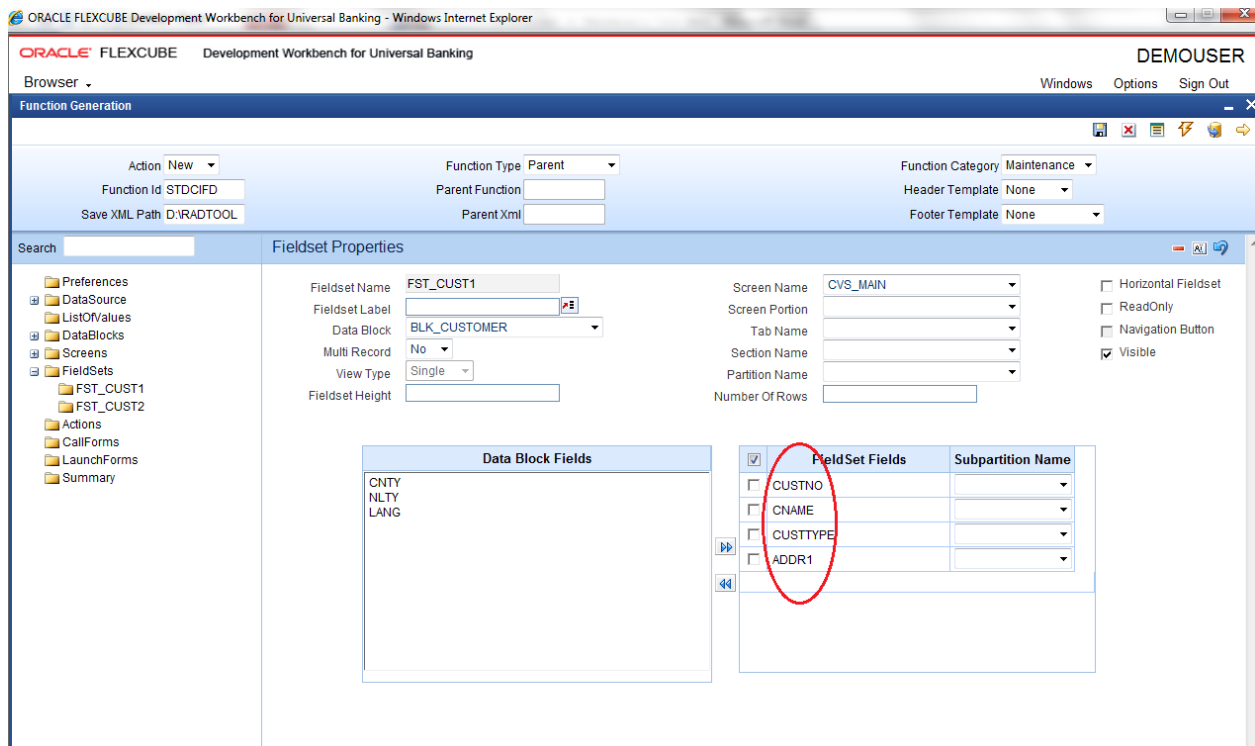 ORACLE FLEXCUBE Development Workbench for Universal Banking - Windows Internet Explorer
ORACLE FLEXCUBE Development Workbench for Universal Banking DEMOUSER
Browser Windows Options Sign Out
Function Generation
Action New Function Type Parent Function Category Maintenance
Function Id STDCIFD Parent Function Header Template None
Save XML Path D:\RADTOOL Parent Xml Footer Template None
Search Fieldset Properties
Preferences
DataSource
ListOfValues
DataBlocks
Screens
FieldSets
FST_CUST1
FST_CUST2
Actions
CallForms
LaunchForms
Summary
Fieldset Name FST_CUST1
Fieldset Label
Data Block BLK_CUSTOMER
Multi Record No
View Type Single
Fieldset Height
Screen Name CVS_MAIN
Screen Portion
Tab Name
Section Name
Partition Name
Number Of Rows
Horizontal Fieldset
ReadOnly
Navigation Button
Visible
Data Block Fields
CNTY
NLTY
LANG
FieldSet Fields Subpartition Name
CUSTNO
CNAME
CUSTTYPE
ADDR1